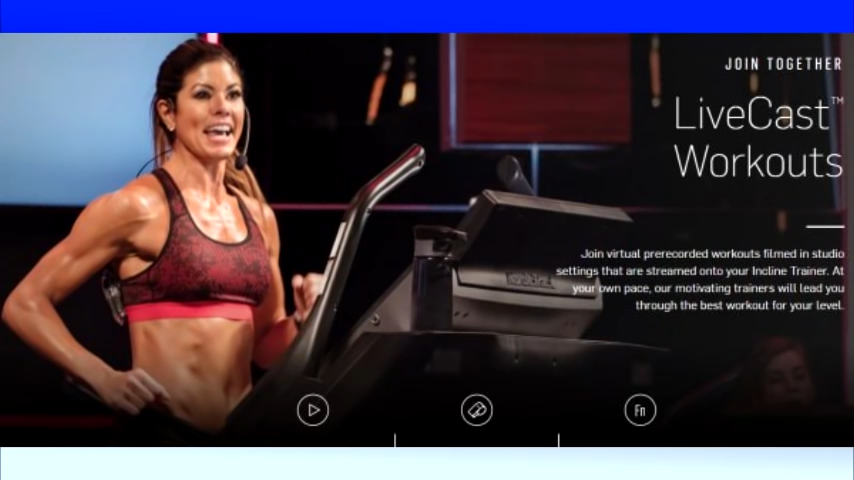 JOIN TOGETHER
LiveCast™
Workouts
Join virtual prerecorded workouts filmed in studio
settings that are streamed onto your Incline Trainer. At
your own pace, our motivating trainers will lead you
through the best workout for your level.
Fn